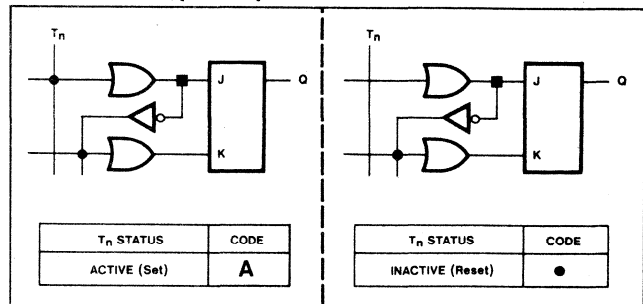 Tn
J
Q
K
Tn STATUS
CODE
ACTIVE (Set)
A
Tn
J
Q
K
Tn STATUS
CODE
INACTIVE (Reset)
●